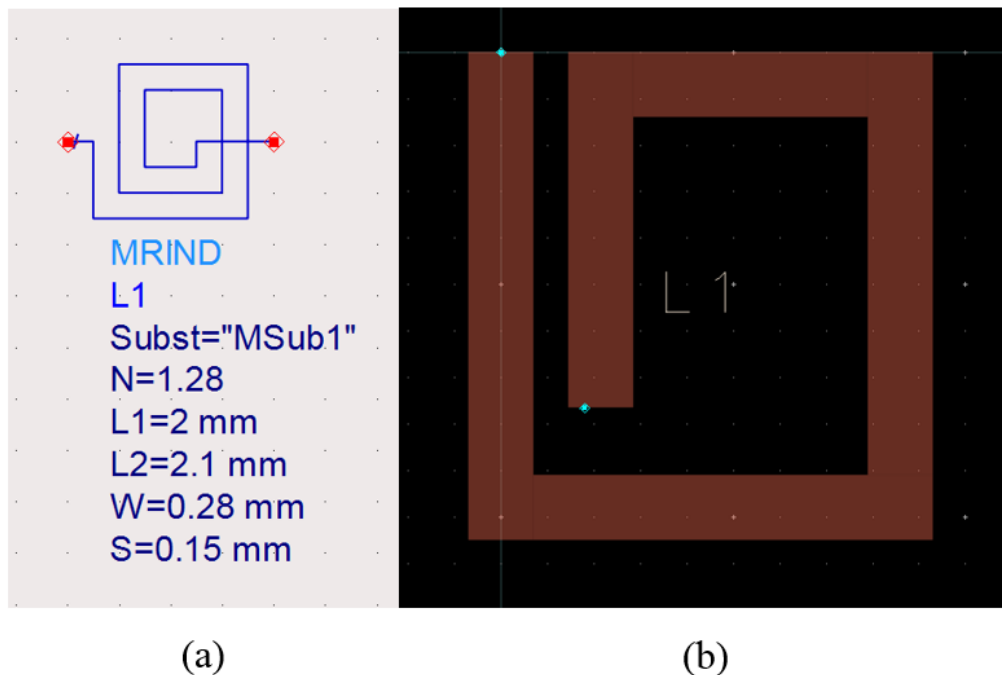 MRIND
L1
Subst="MSub1"
N=1.28
L1=2 mm
L2=2.1 mm
W=0.28 mm
S=0.15 mm
L 1
(a)
(b)